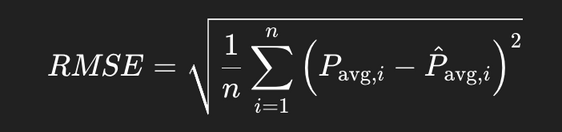 RMSE = \sqrt{\frac{1}{n} \sum_{i=1}^{n} \left( P_{\text{avg},i} - \hat{P}_{\text{avg},i} \right)^2}